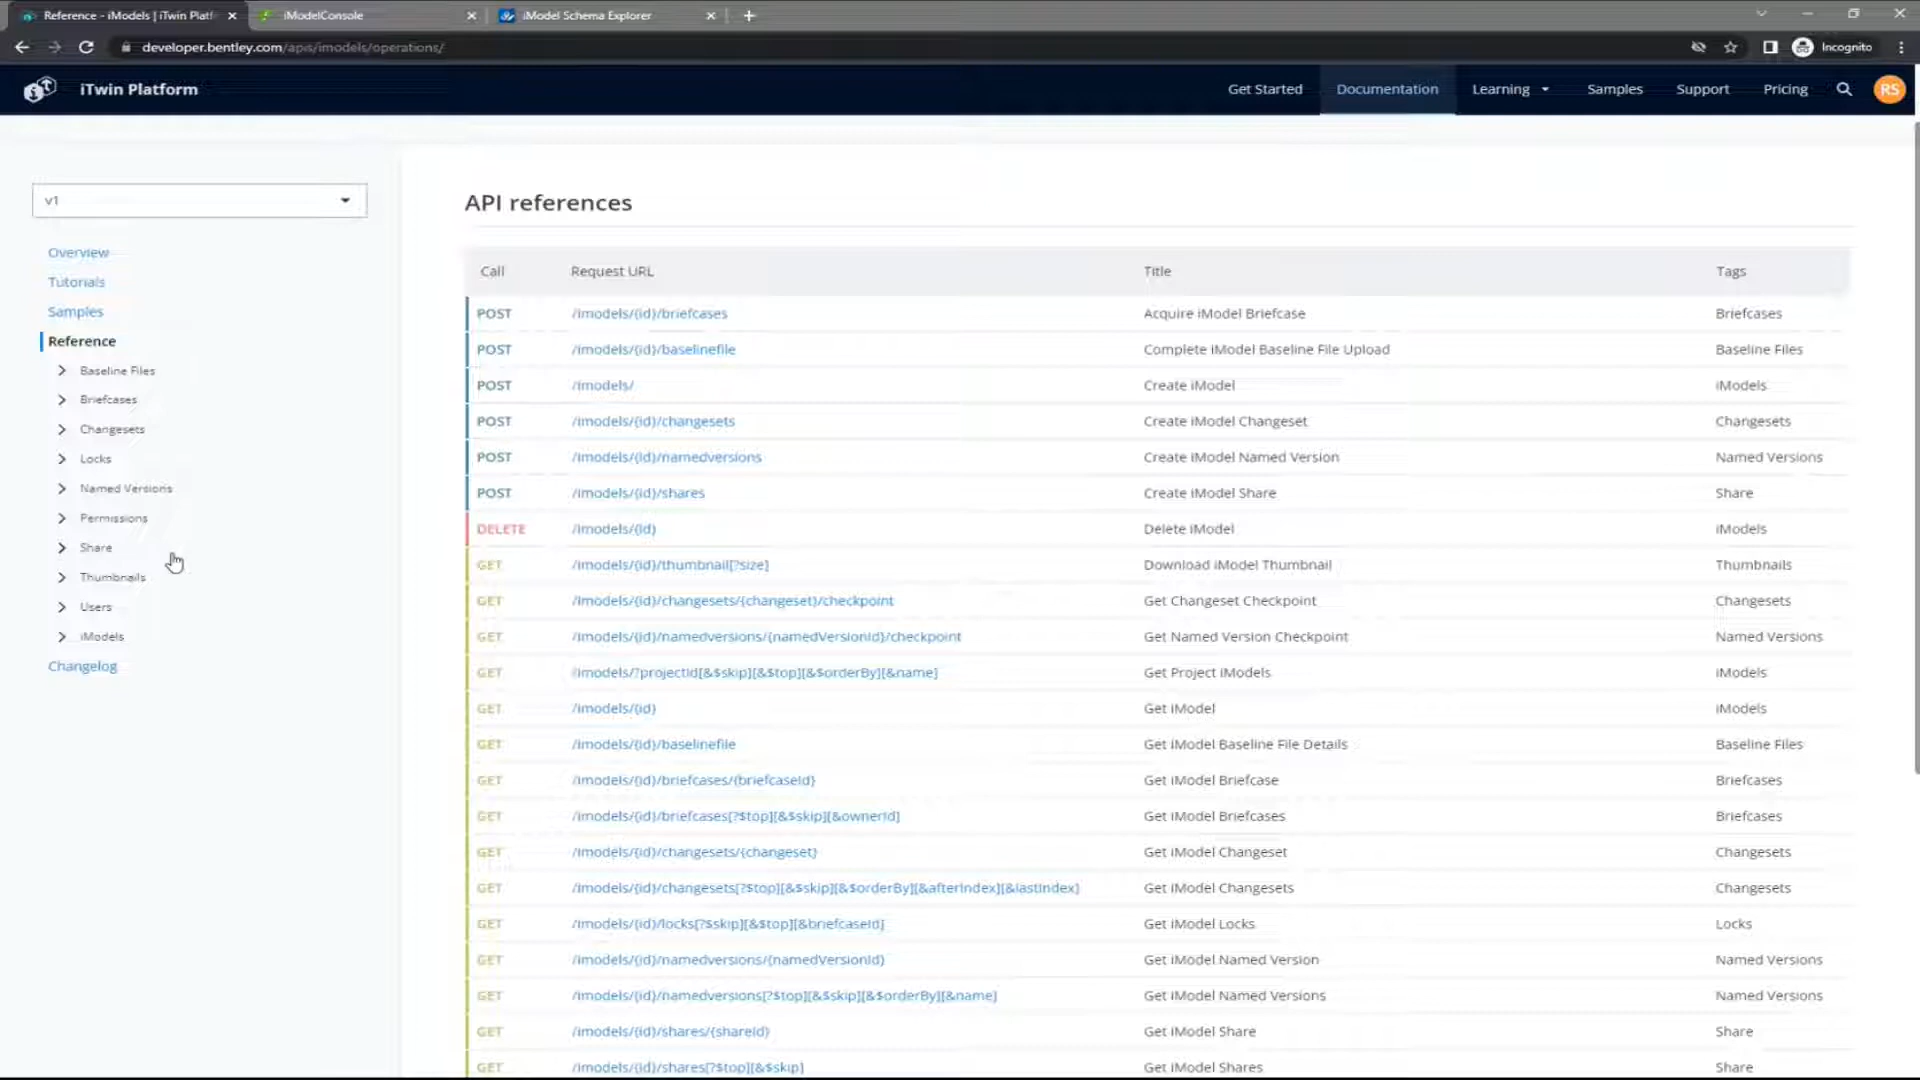 Reference - iModels | iTwin Platf
iModelConsole
iModel Schema Explorer
developer.bentley.com/apis/imodels/operations/
Incognito
iTwin Platform
Get Started
Documentation
Learning
Samples
Support
Pricing
RS
v1
Overview
Tutorials
Samples
Reference
Baseline Files
Briefcases
Changesets
Locks
Named Versions
Permissions
Share
Thumbnails
Users
iModels
Changelog
API references
Call Request URL Title Tags
POST /imodels/{id}/briefcases Acquire iModel Briefcase Briefcases
POST /imodels/{id}/baselinefile Complete iModel Baseline File Upload Baseline Files
POST /imodels/ Create iModel iModels
POST /imodels/{id}/changesets Create iModel Changeset Changesets
POST /imodels/{id}/namedversions Create iModel Named Version Named Versions
POST /imodels/{id}/shares Create iModel Share Share
DELETE /imodels/{id} Delete iModel iModels
GET /imodels/{id}/thumbnail[?size] Download iModel Thumbnail Thumbnails
GET /imodels/{id}/changesets/{changeset}/checkpoint Get Changeset Checkpoint Changesets
GET /imodels/{id}/namedversions/{namedVersionId}/checkpoint Get Named Version Checkpoint Named Versions
GET /imodels/?projectId[&$skip][&$top][&$orderBy][&name] Get Project iModels iModels
GET /imodels/{id} Get iModel iModels
GET /imodels/{id}/baselinefile Get iModel Baseline File Details Baseline Files
GET /imodels/{id}/briefcases/{briefcaseId} Get iModel Briefcase Briefcases
GET /imodels/{id}/briefcases[?$top][&$skip][&ownerId] Get iModel Briefcases Briefcases
GET /imodels/{id}/changesets/{changeset} Get iModel Changeset Changesets
GET /imodels/{id}/changesets[?$top][&$skip][&$orderBy][&afterIndex][&lastIndex] Get iModel Changesets Changesets
GET /imodels/{id}/locks[?$skip][&$top][&briefcaseId] Get iModel Locks Locks
GET /imodels/{id}/namedversions/{namedVersionId} Get iModel Named Version Named Versions
GET /imodels/{id}/namedversions[?$top][&$skip][&$orderBy][&name] Get iModel Named Versions Named Versions
GET /imodels/{id}/shares/{shareId} Get iModel Share Share
GET /imodels/{id}/shares[?$top][&$skip] Get iModel Shares Share